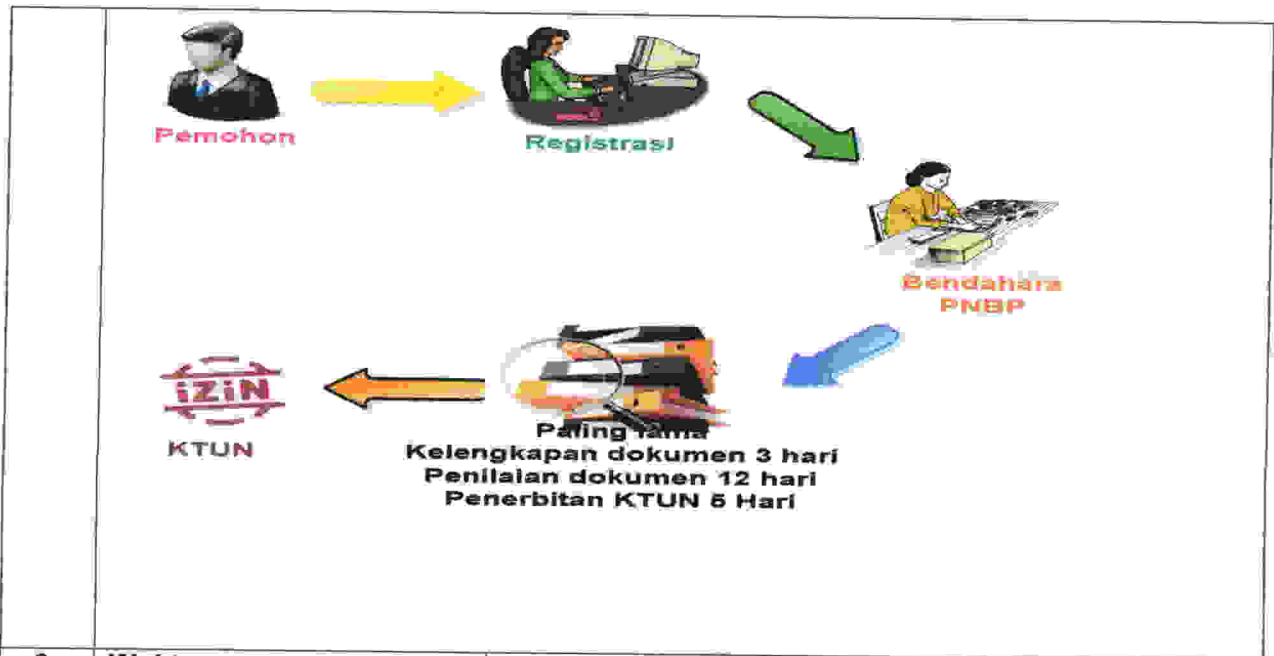 Pemohon
Registrasi
Bendahara
PNBP
iZiN
KTUN
Paling lama
Kelengkapan dokumen 3 hari
Penilaian dokumen 12 hari
Penerbitan KTUN 5 Hari